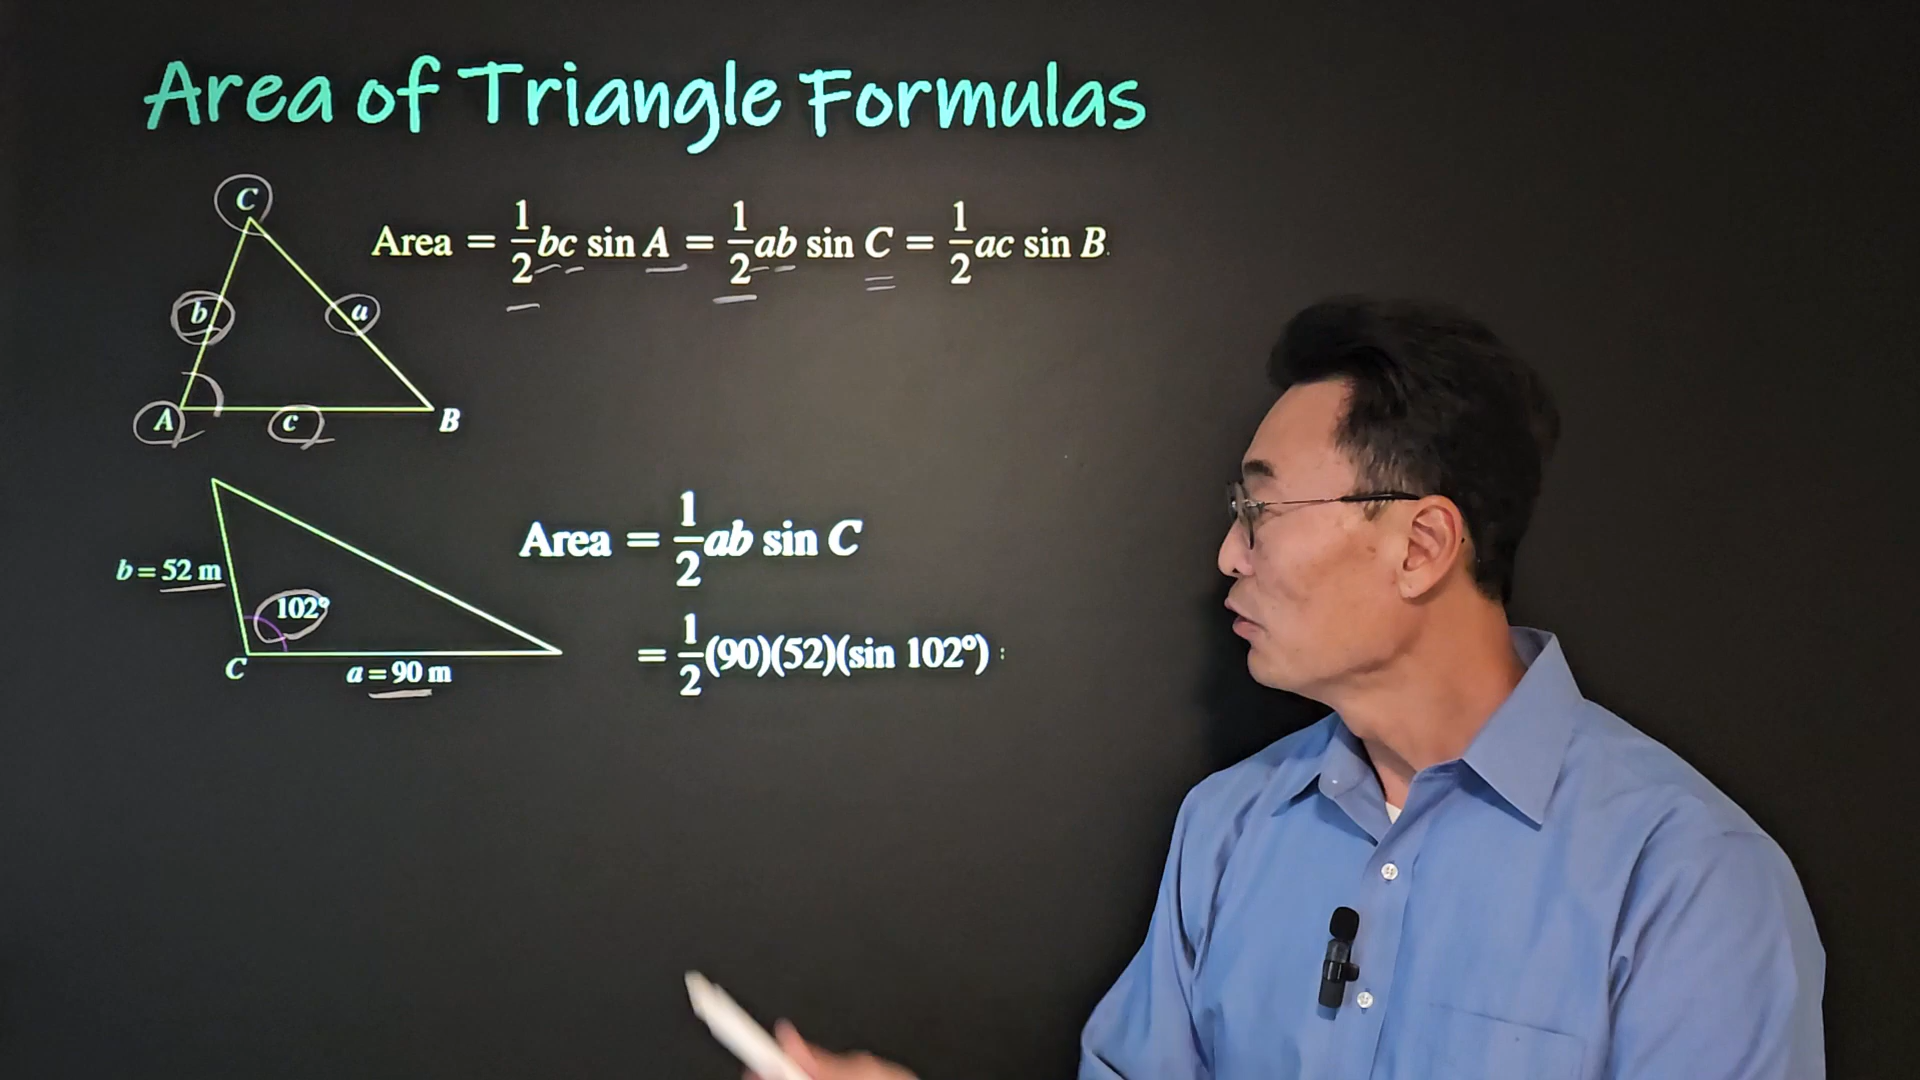 Area of Triangle Formulas
C
Area = 1/2 bc sin A = 1/2 ab sin C = 1/2 ac sin B.
b
a
A
c
B
Area = 1/2 ab sin C
b = 52 m
102°
= 1/2 (90)(52)(sin 102°)
C
a = 90 m